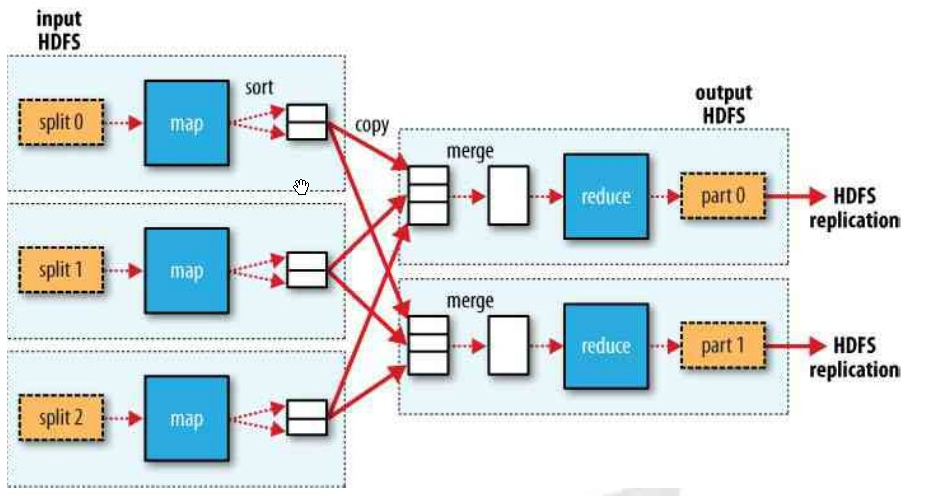 input
HDFS
sort
split 0
map
copy
output
HDFS
merge
reduce
part 0
HDFS
replication
split 1
map
merge
reduce
part 1
HDFS
replication
split 2
map